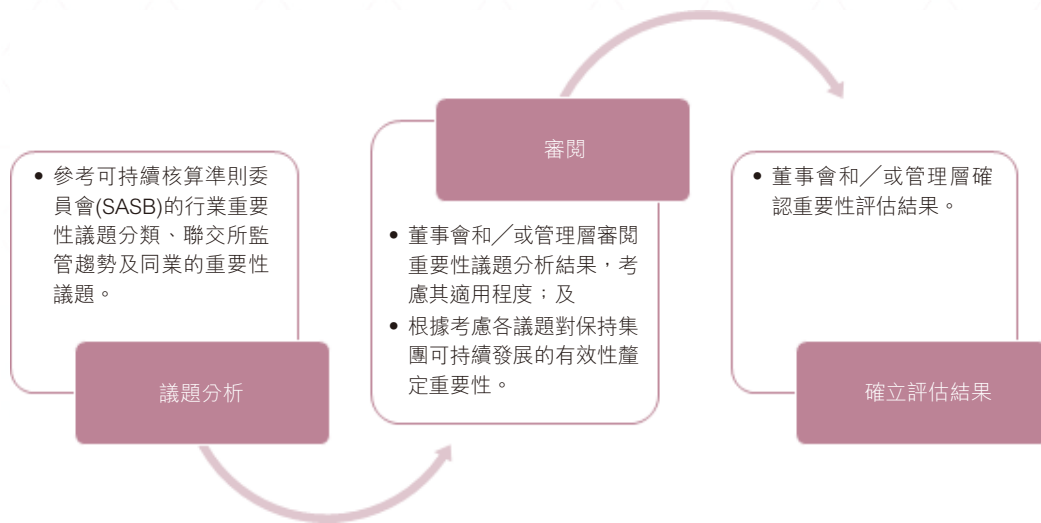 • 參考可持續核算準則委
員會(SASB)的行業重要
性議題分類、聯交所監
管趨勢及同業的重要性
議題。
議題分析
審閱
• 董事會和╱或管理層審閱
重要性議題分析結果，考
慮其適用程度；及
• 根據考慮各議題對保持集
團可持續發展的有效性釐
定重要性。
• 董事會和╱或管理層確
認重要性評估結果。
確立評估結果